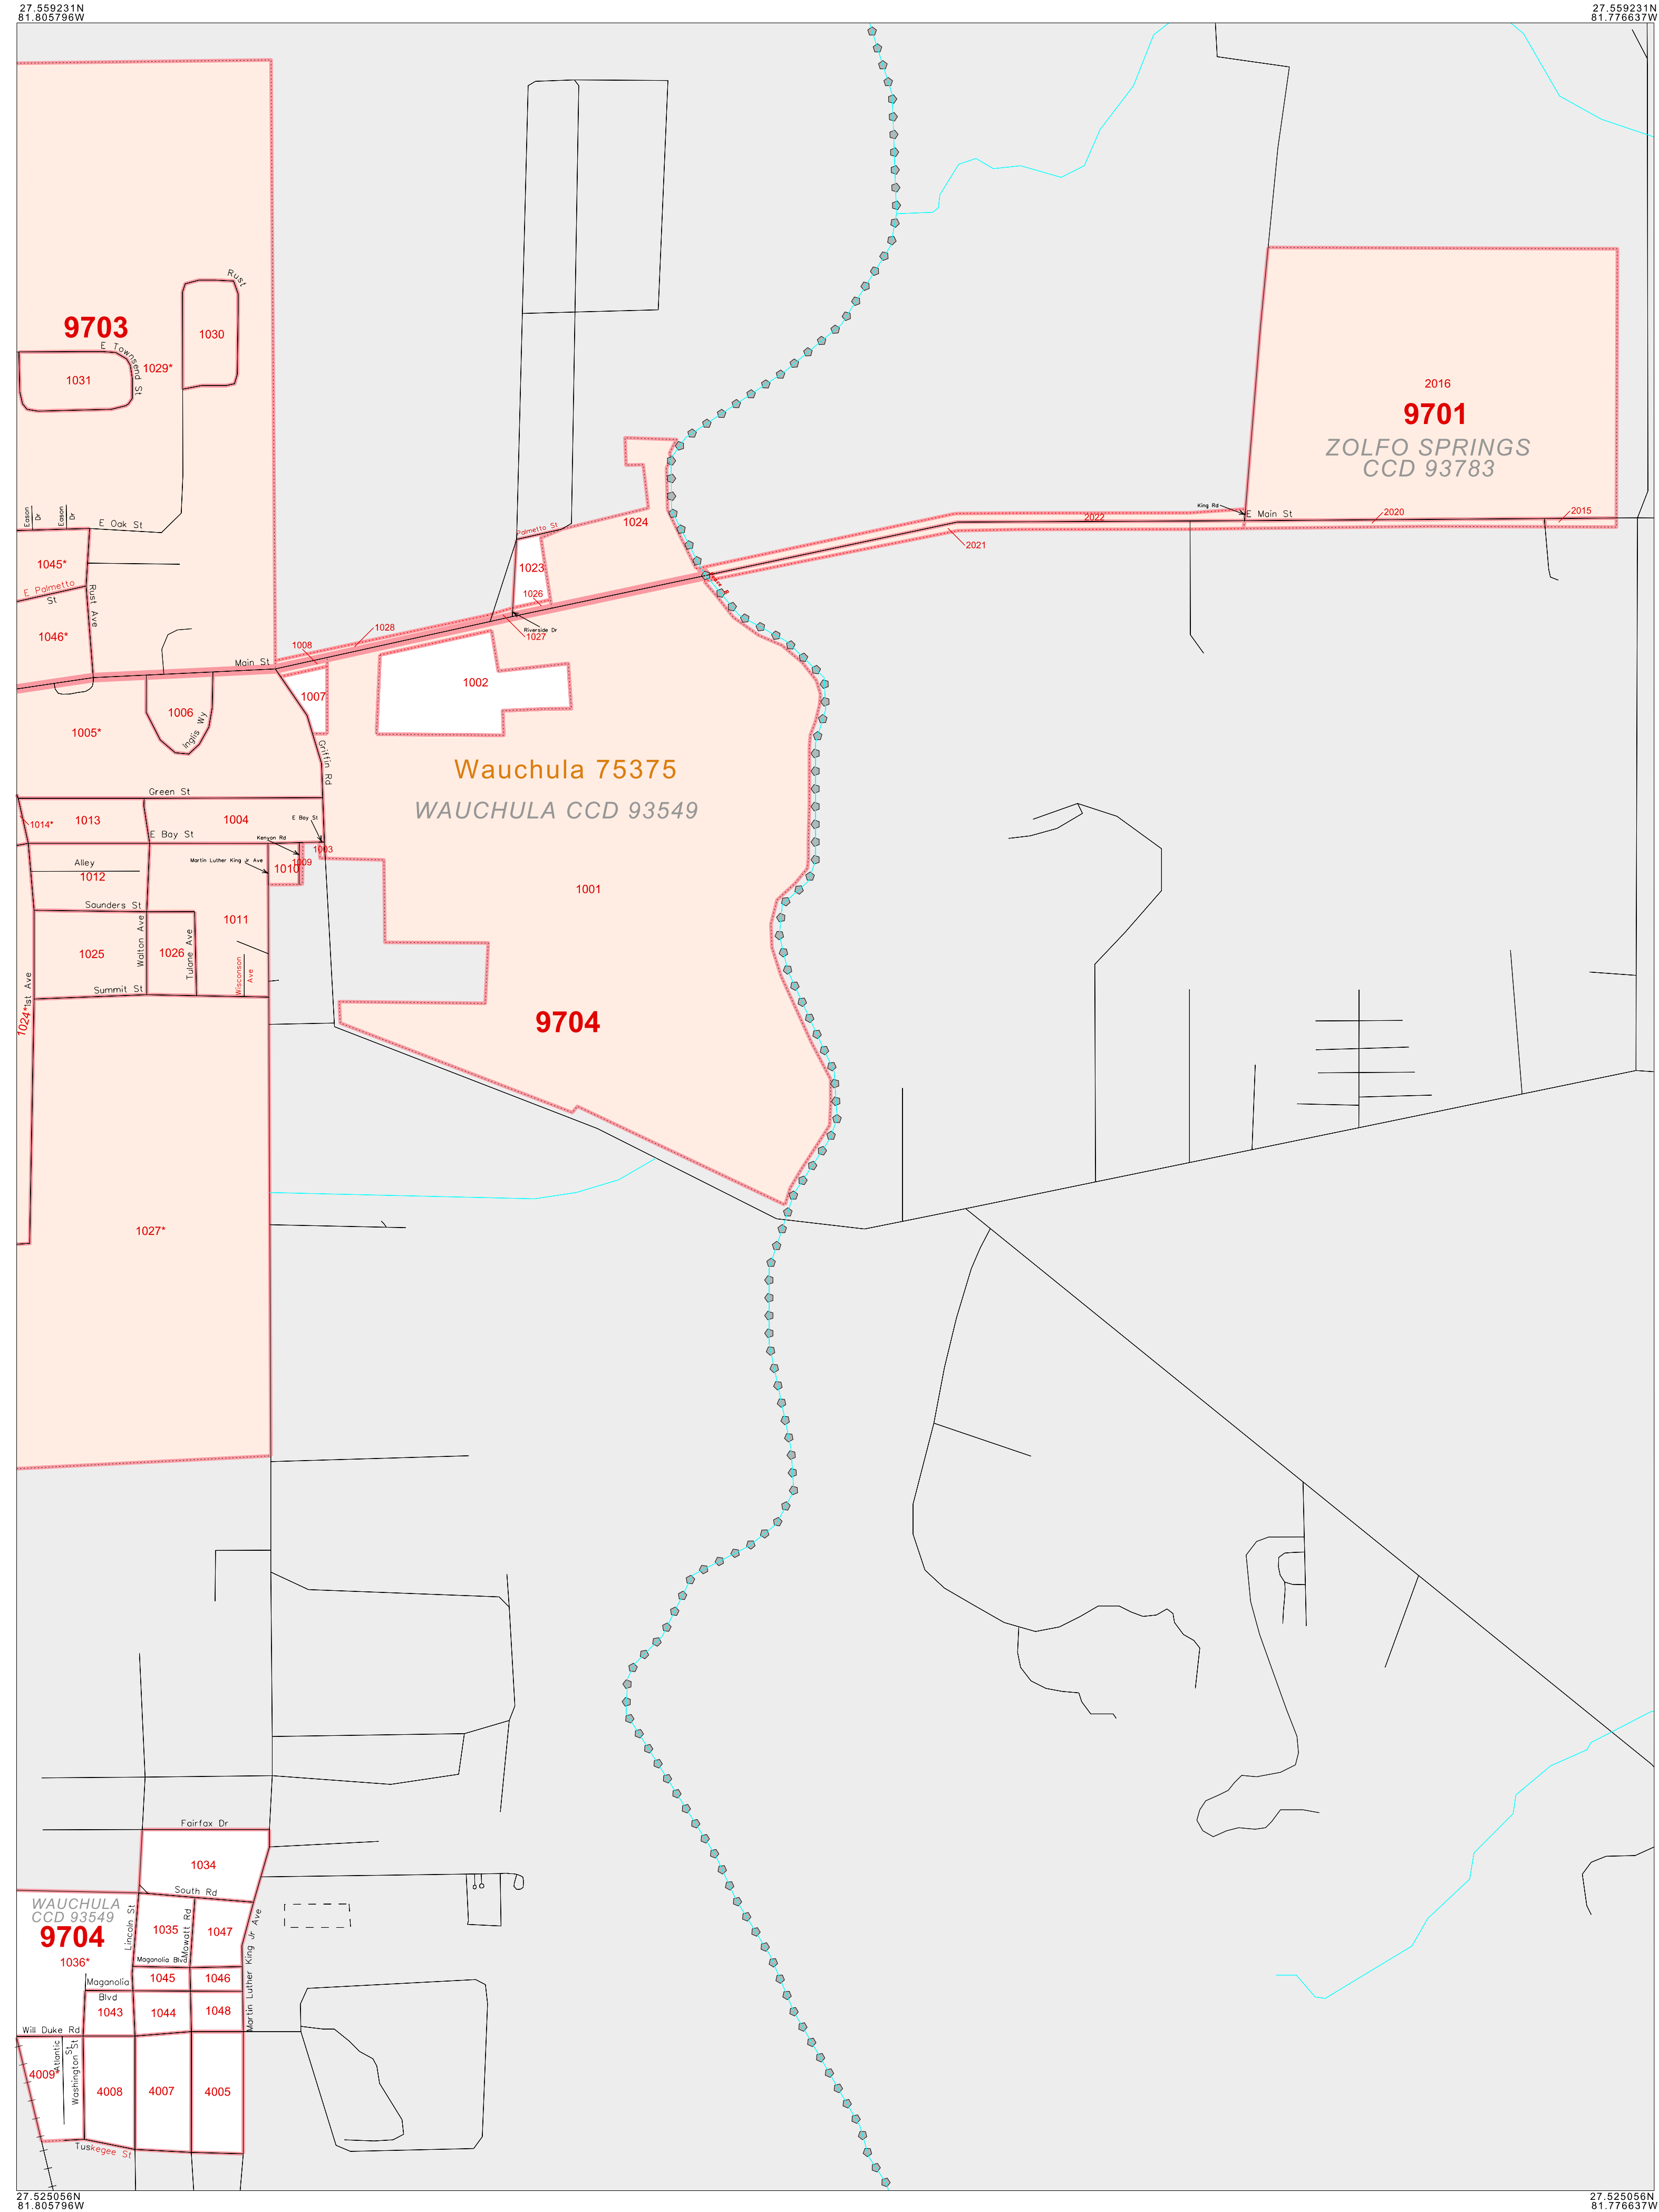 27.559231N
81.805796W
27.559231N
81.776637W
Rust
9703
1030
E Townsend St
1029*
1031
2016
9701
ZOLFO SPRINGS
CCD 93783
Eason
Dr
Eason
Dr
E Oak St
1024
Palmetto St
King Rd
E Main St
2022
2020
2015
2021
1045*
1023
E Palmetto
St
Rust Ave
1026
1046*
1028
1027
Riverside Dr
1008
Main St
1002
1007
1006
Inglis Wy
1005*
Griffin Rd
Wauchula 75375
WAUCHULA CCD 93549
Green St
1014*
1013
1004
E Bay St
E Bay St
Kenyon Rd
1003
Martin Luther King Jr Ave
1009
1010
Alley
1012
1001
Saunders St
1011
Walton Ave
1025
1026
Tulane Ave
Wisconson
Ave
Summit St
1st Ave
1024*
9704
1027*
Fairfax Dr
1034
South Rd
WAUCHULA
CCD 93549
9704
Lincoln St
1035
Mowatt Rd
1047
1036*
Maganolia Blvd
1045
1046
Maganolia
Blvd
1043
1044
1048
Martin Luther King Jr Ave
Will Duke Rd
Atlantic
St
Washington St
4009*
4008
4007
4005
Tuskegee St
27.525056N
81.805796W
27.525056N
81.776637W